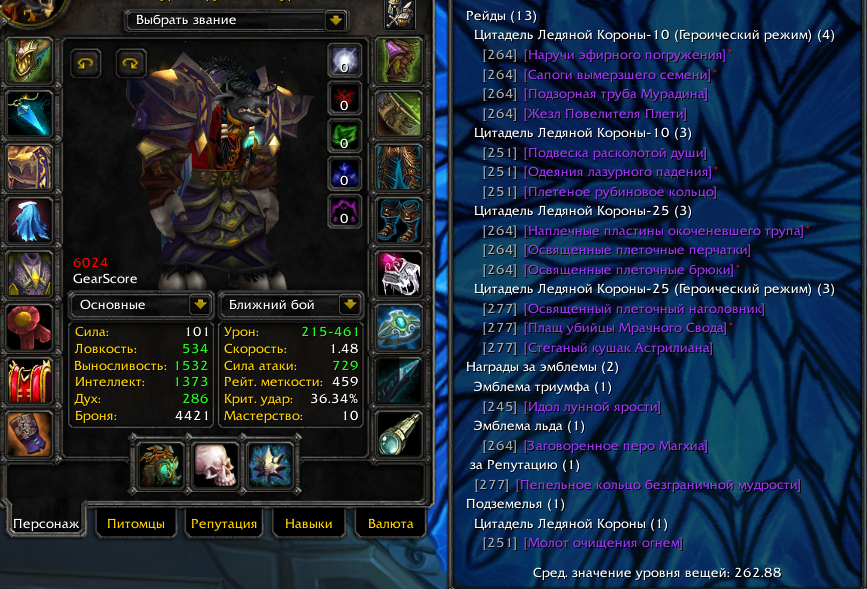 Выбрать звание
0
0
0
0
0
6024
GearScore
Основные
Ближний бой
Сила: 101
Ловкость: 534
Выносливость: 1532
Интеллект: 1373
Дух: 286
Броня: 4421
Урон: 215-461
Скорость: 1.48
Сила атаки: 729
Рейт. меткости: 459
Крит. удар: 36.34%
Мастерство: 10
Персонаж
Питомцы
Репутация
Навыки
Валюта
Рейды (13)
Цитадель Ледяной Короны-10 (Героический режим) (4)
[264] [Наручи эфирного погружения]*
[264] [Сапоги вымерзшего семени]*
[264] [Подзорная труба Мурадина]
[264] [Жезл Повелителя Плети]
Цитадель Ледяной Короны-10 (3)
[251] [Подвеска расколотой души]
[251] [Одеяния лазурного падения]*
[251] [Плетеное рубиновое кольцо]
Цитадель Ледяной Короны-25 (3)
[264] [Наплечные пластины окоченевшего трупа]*
[264] [Освященные плеточные перчатки]
[264] [Освященные плеточные брюки]*
Цитадель Ледяной Короны-25 (Героический режим) (3)
[277] [Освященный плеточный наголовник]
[277] [Плащ убийцы Мрачного Свода]*
[277] [Стеганый кушак Астрилиана]
Награды за эмблемы (2)
Эмблема триумфа (1)
[245] [Идол лунной ярости]
Эмблема льда (1)
[264] [Заговоренное перо Магхиа]
за Репутацию (1)
[277] [Пепельное кольцо безграничной мудрости]
Подземелья (1)
Цитадель Ледяной Короны (1)
[251] [Молот очищения огнем]
Сред. значение уровня вещей: 262.88